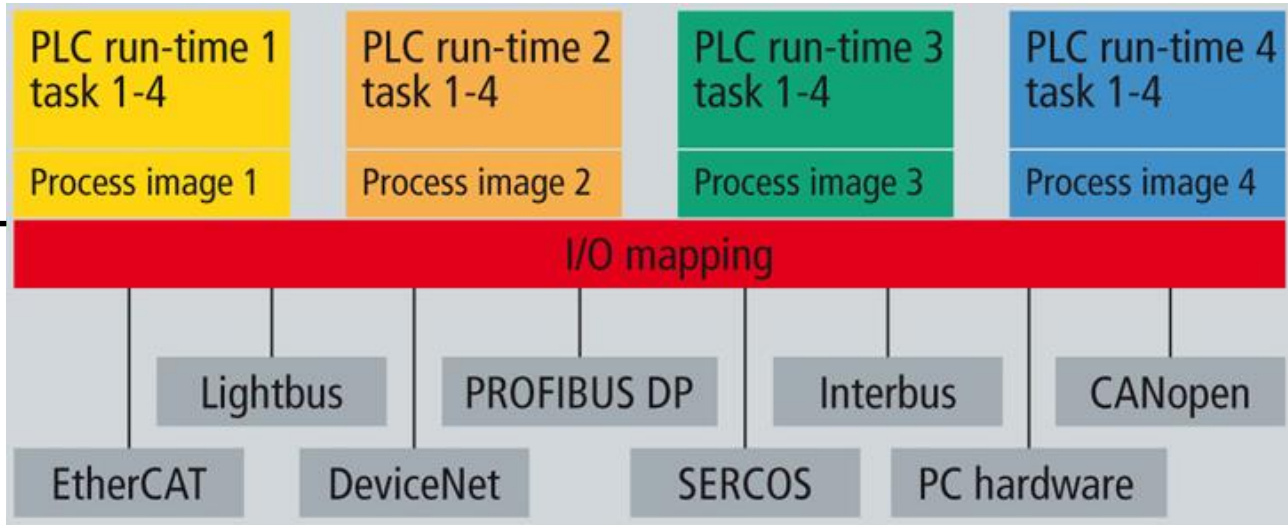 PLC run-time 1
task 1-4
Process image 1
PLC run-time 2
task 1-4
Process image 2
PLC run-time 3
task 1-4
Process image 3
PLC run-time 4
task 1-4
Process image 4
I/O mapping
Lightbus
PROFIBUS DP
Interbus
CANopen
EtherCAT
DeviceNet
SERCOS
PC hardware